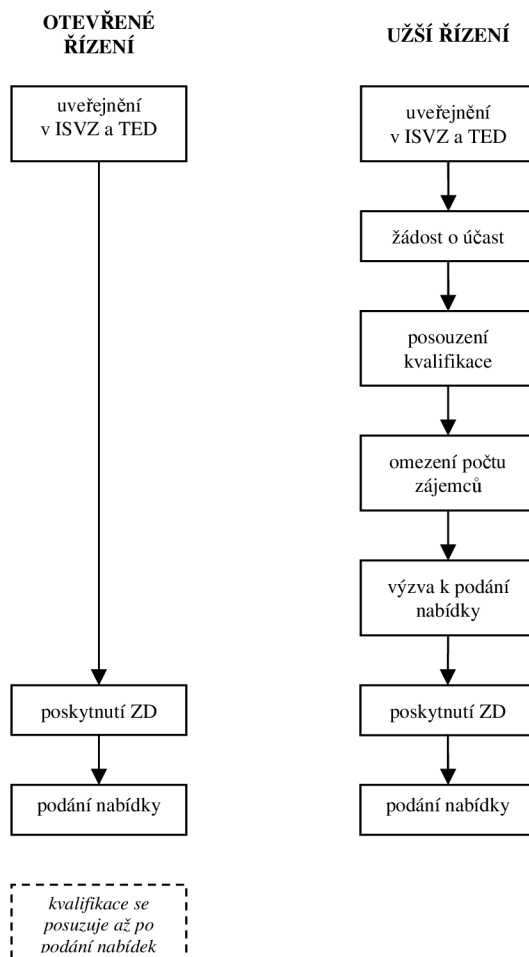 OTEVŘENÉ
ŘÍZENÍ
uveřejnění
v ISVZ a TED
poskytnutí ZD
podání nabídky
kvalifikace se
posuzuje až po
podání nabídek
UŽŠÍ ŘÍZENÍ
uveřejnění
v ISVZ a TED
žádost o účast
posouzení
kvalifikace
omezení počtu
zájemců
výzva k podání
nabídky
poskytnutí ZD
podání nabídky